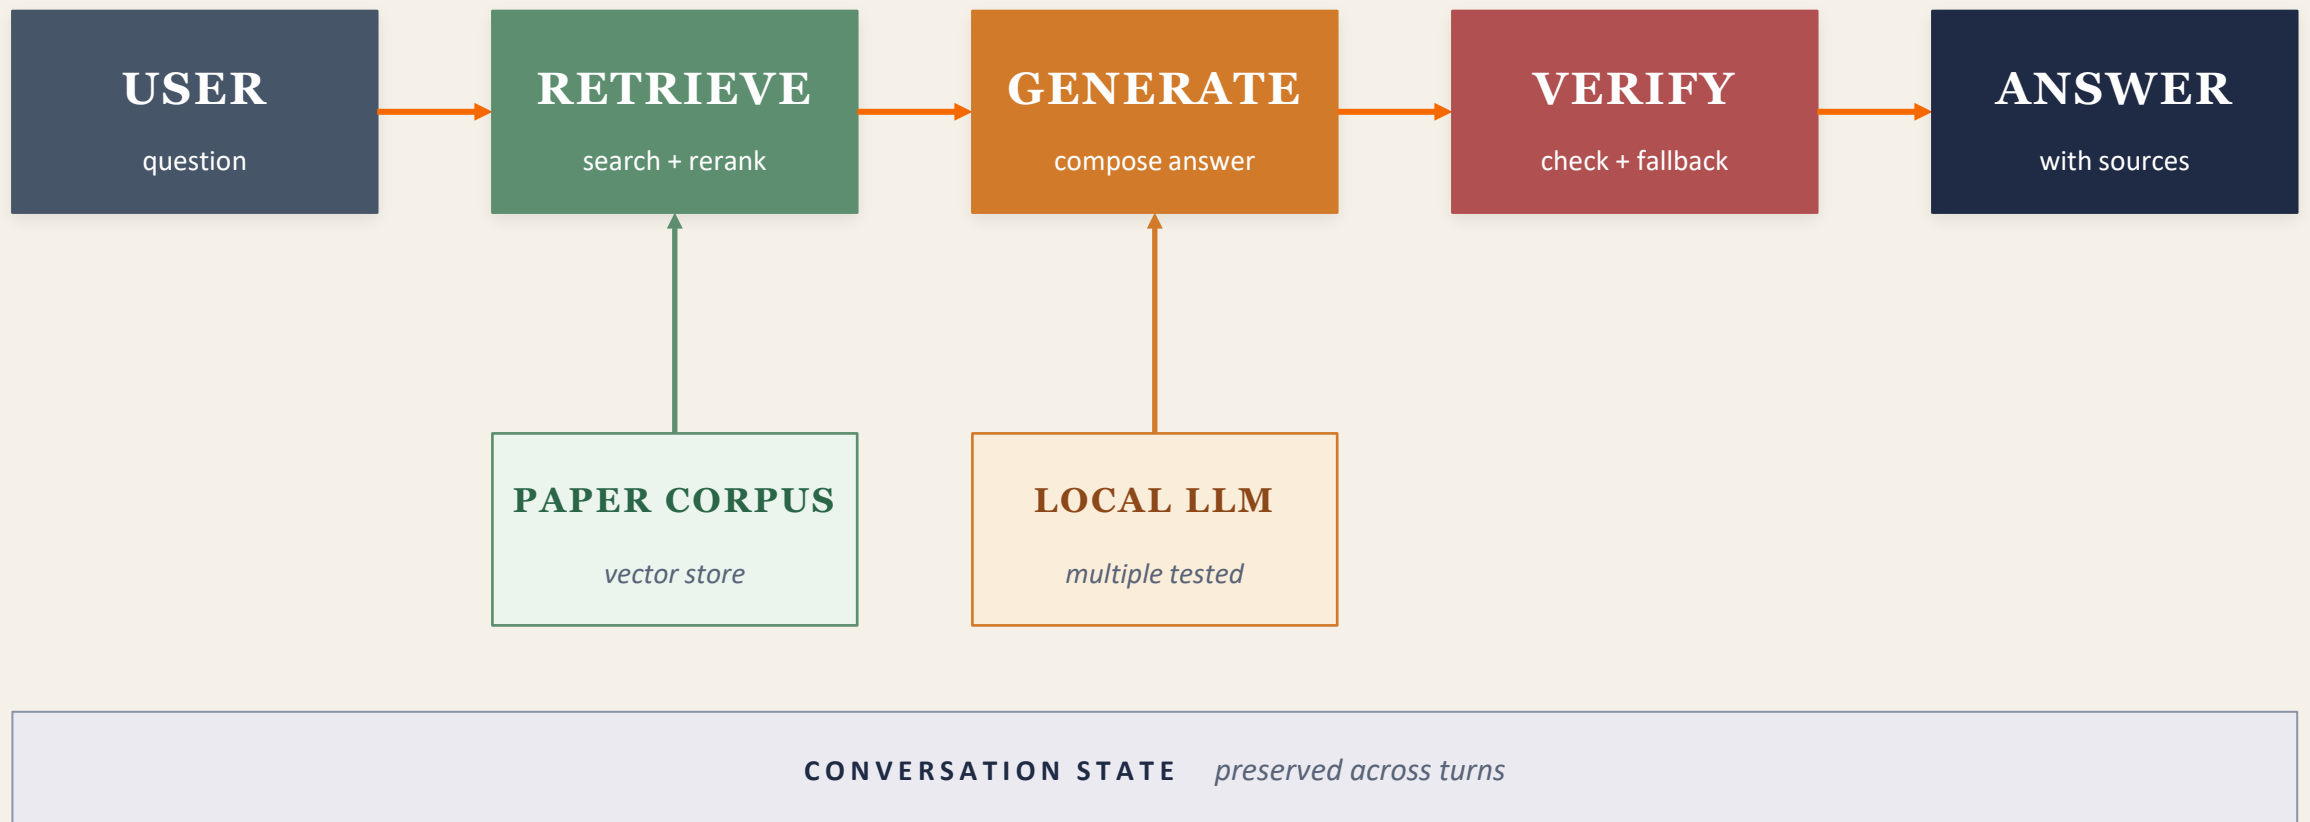 USER
question
RETRIEVE
search + rerank
GENERATE
compose answer
VERIFY
check + fallback
ANSWER
with sources
PAPER CORPUS
vector store
LOCAL LLM
multiple tested
CONVERSATION STATE preserved across turns